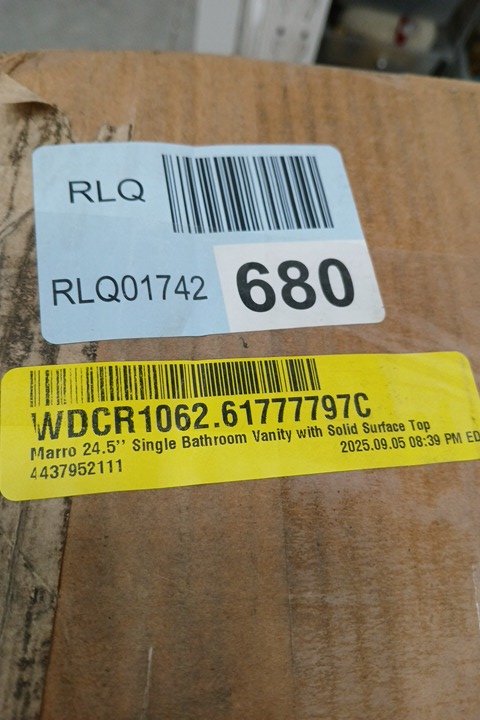 RLQ
RLQ01742 680
WDCR1062.61777797C
Marro 24.5'' Single Bathroom Vanity with Solid Surface Top
2025.09.05 08:39 PM ED
4437952111